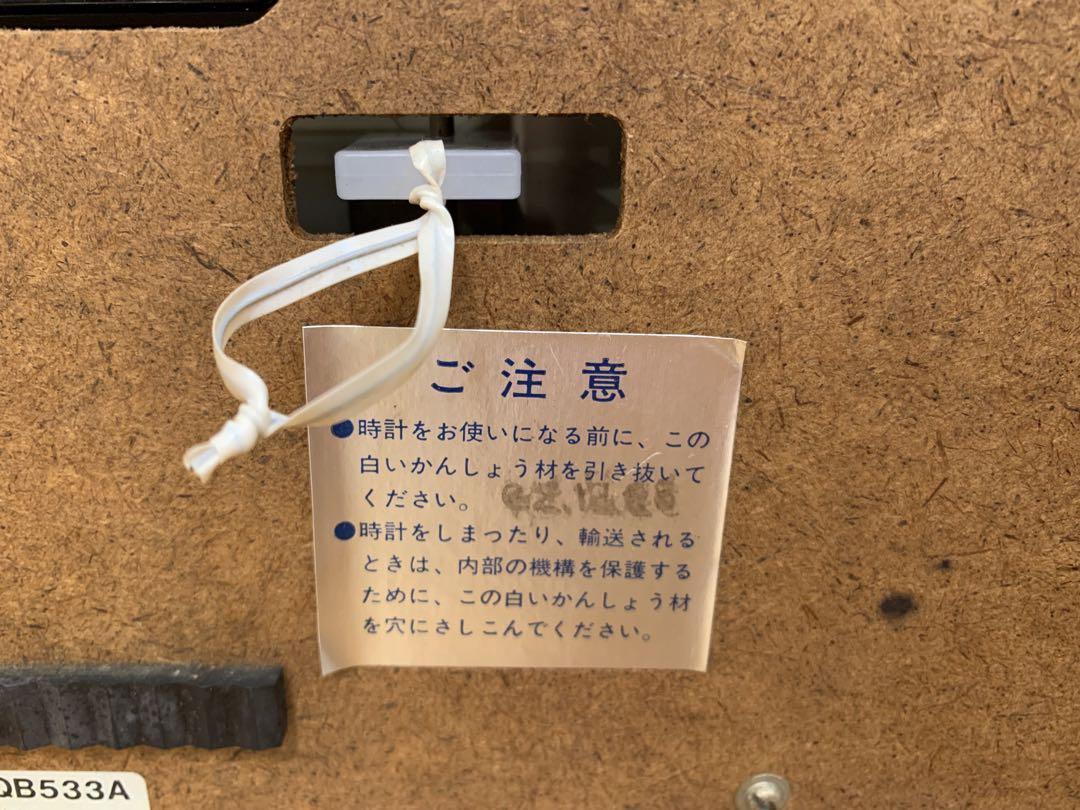 ご注意
●時計をお使いになる前に、この
白いかんしょう材を引き抜いて
ください。
●時計をしまったり、輸送される
ときは、内部の機構を保護する
ために、この白いかんしょう材
を穴にさしこんでください。
QB533A